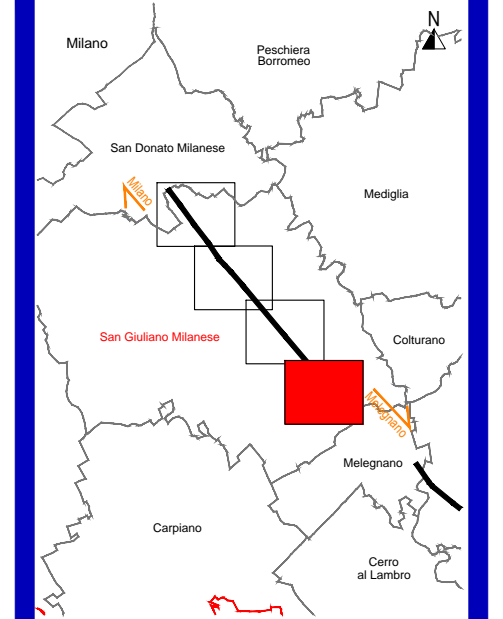 N
Milano
Peschiera
Borromeo
San Donato Milanese
Milano
Mediglia
San Giuliano Milanese
Colturano
Melegnano
Melegnano
Carpiano
Cerro
al Lambro